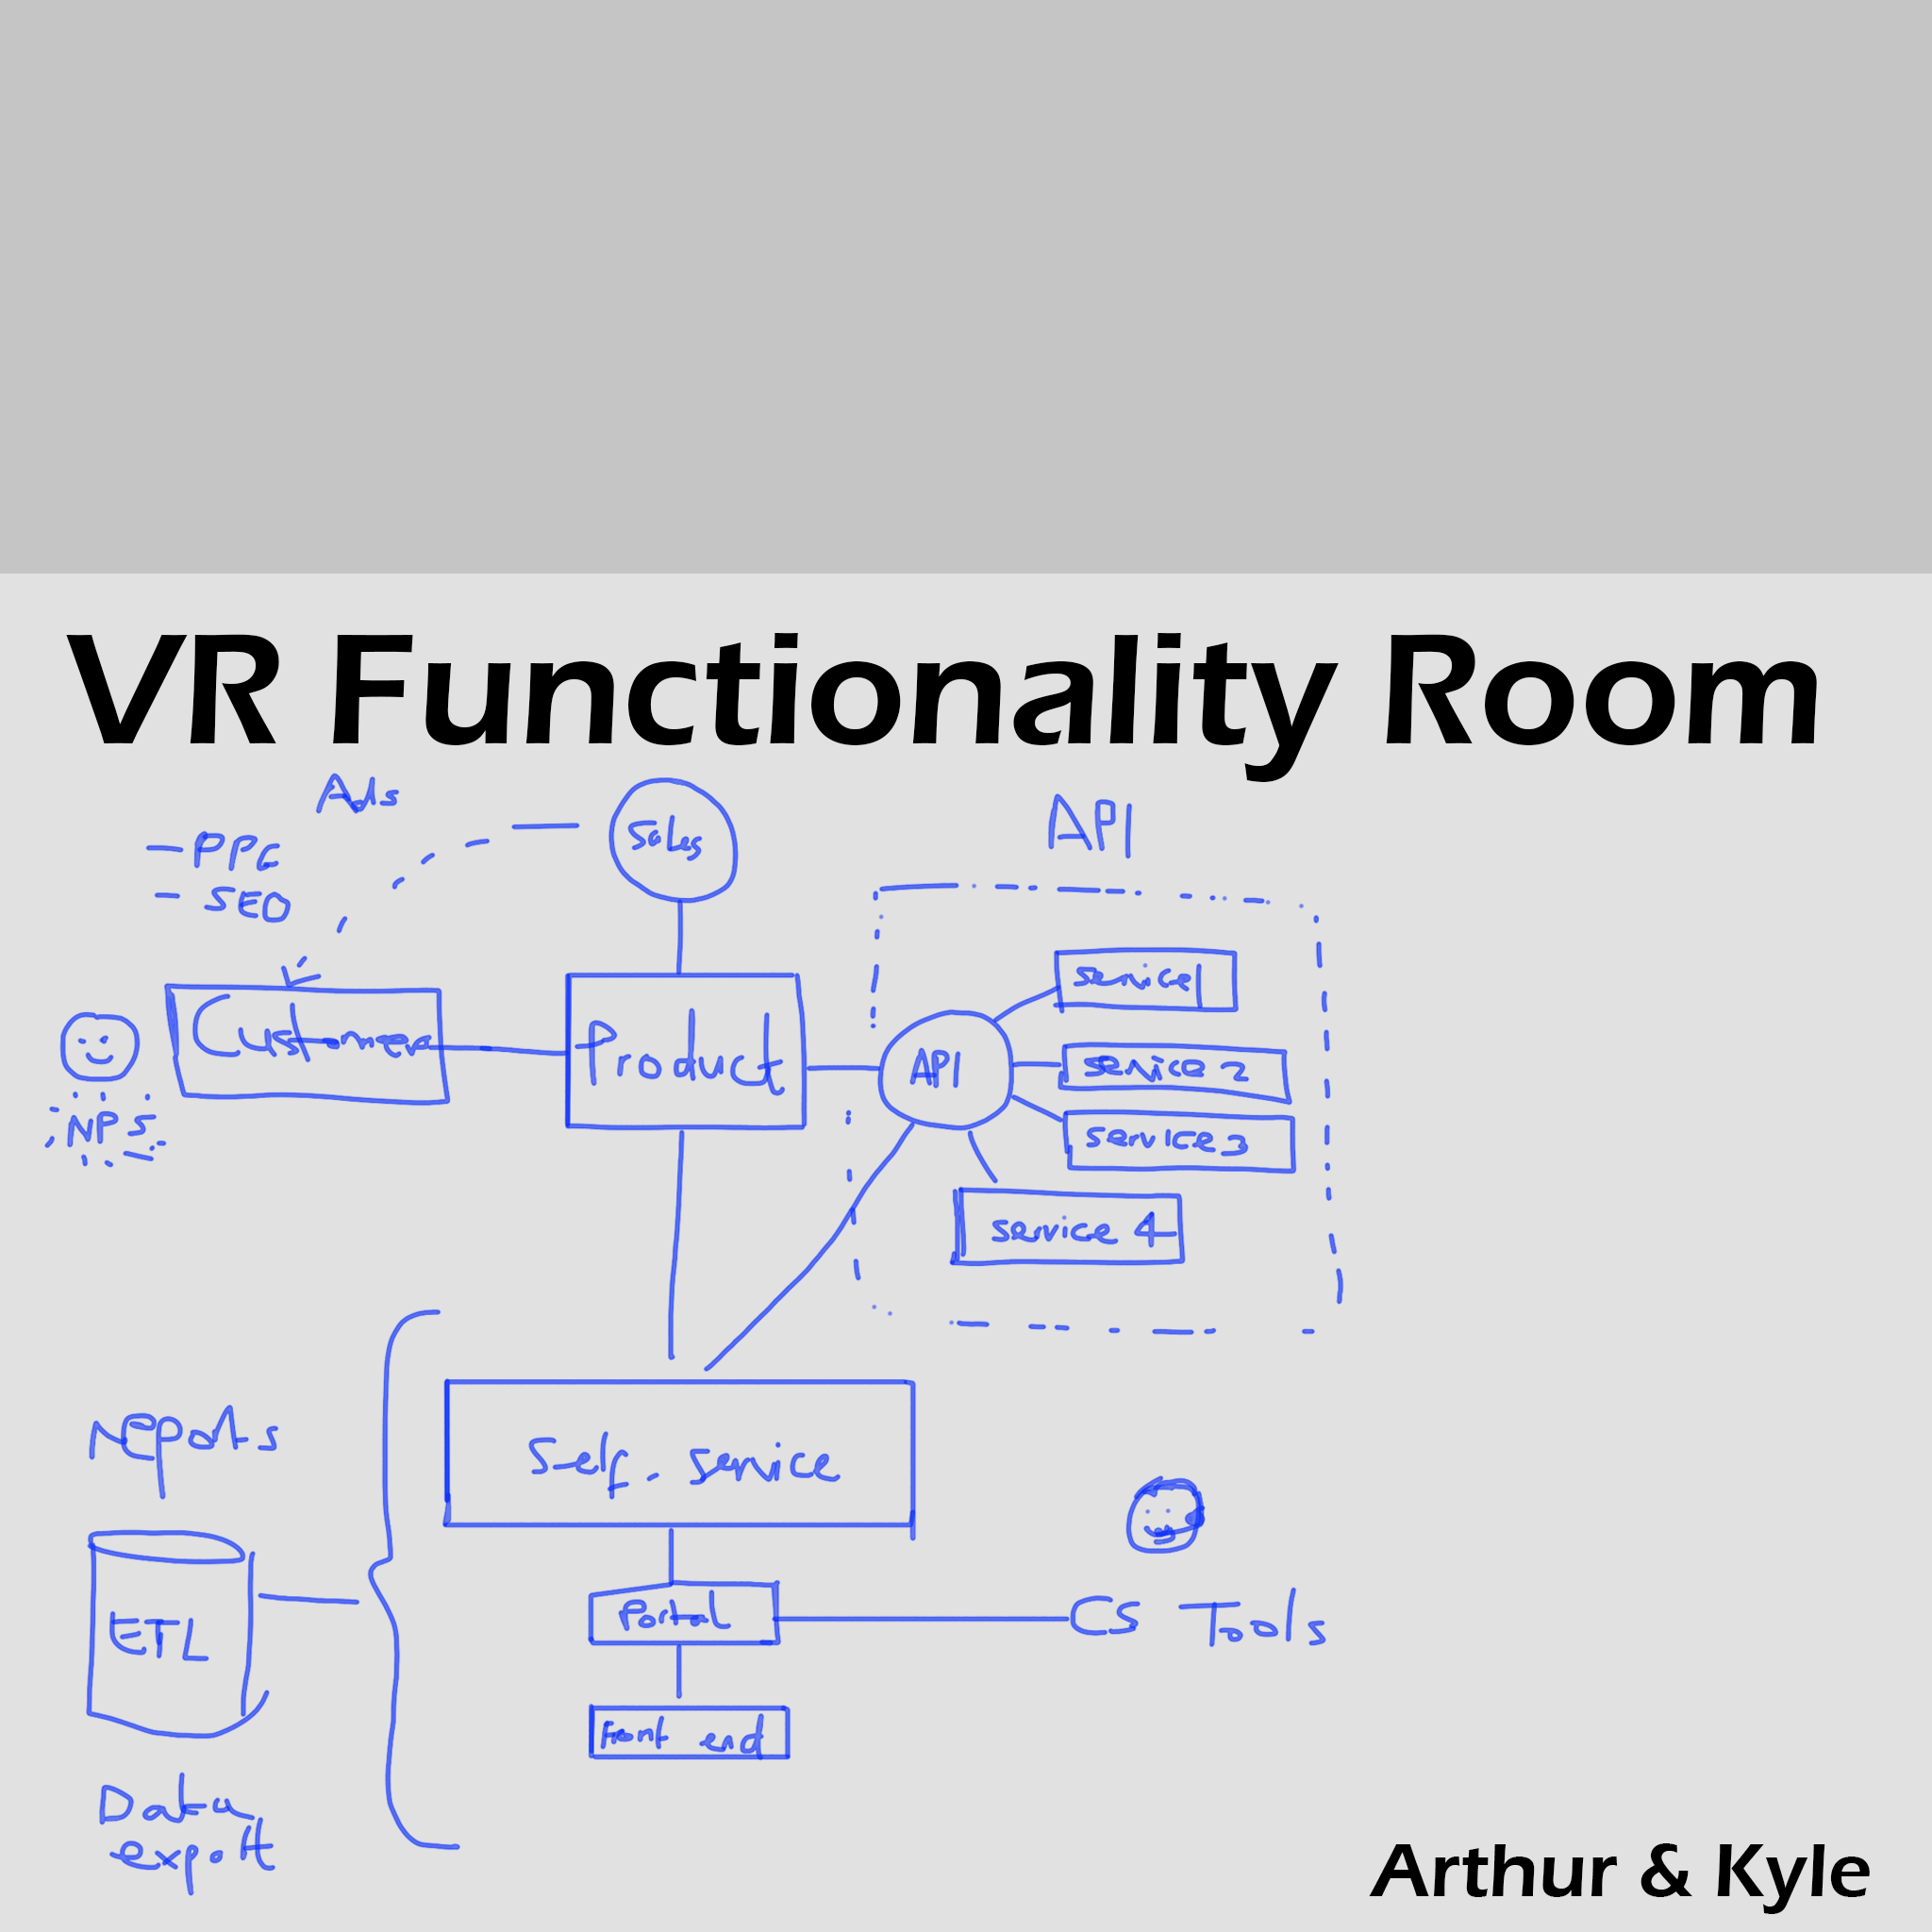 VR Functionality Room
Ads
- PPC
- SEO
Sales
API
Customer
Product
NPS
API
service 1
service 2
service 3
service 4
reports
Self-service
ETL
Portal
CS Tools
Front end
Data
export
Arthur & Kyle